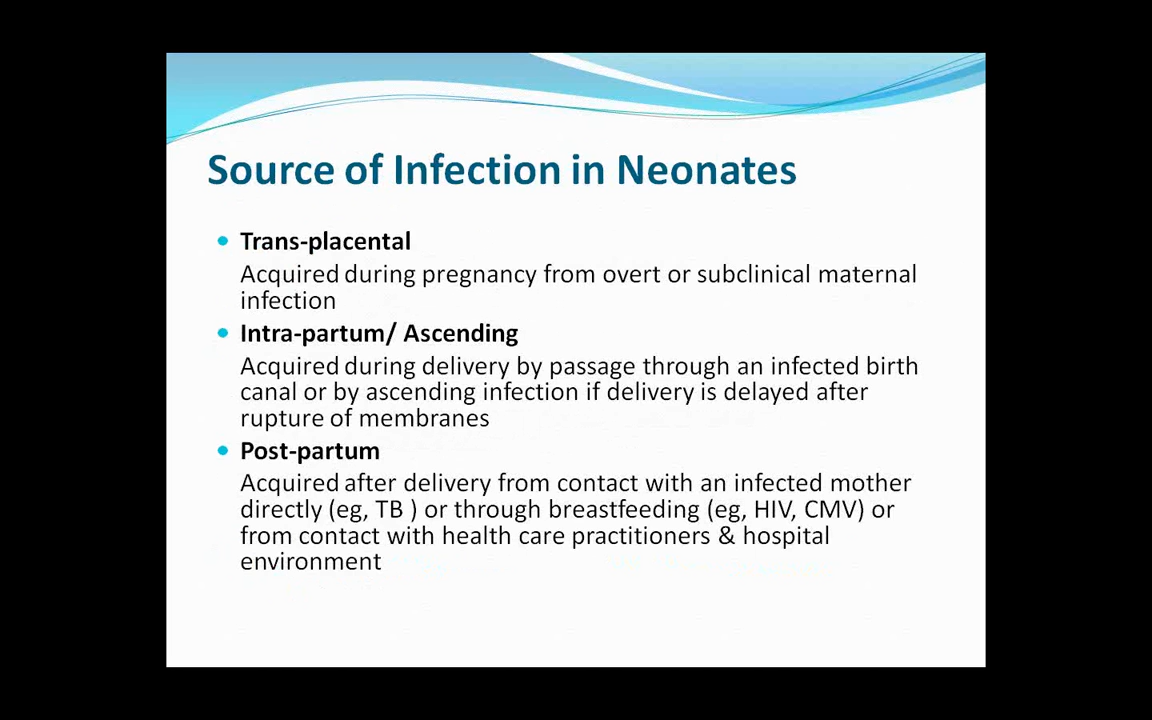 Source of Infection in Neonates
• Trans-placental
Acquired during pregnancy from overt or subclinical maternal
infection
• Intra-partum/ Ascending
Acquired during delivery by passage through an infected birth
canal or by ascending infection if delivery is delayed after
rupture of membranes
• Post-partum
Acquired after delivery from contact with an infected mother
directly (eg, TB ) or through breastfeeding (eg, HIV, CMV) or
from contact with health care practitioners & hospital
environment